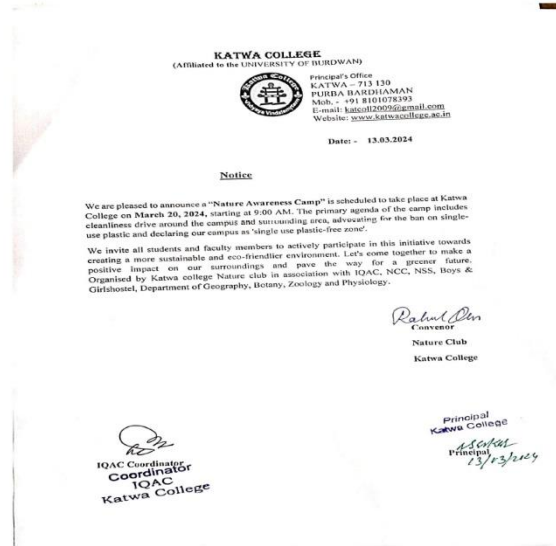 KATWA COLLEGE
(Affiliated to the UNIVERSITY OF BURDWAN)
Katwa College
Principal's Office
KATWA – 713 130
PURBA BARDHAMAN
Mob. - +91 8101078393
E-mail: katcoll2009@gmail.com
Website: www.katwacollege.ac.in
Date: - 13.03.2024
Notice
We are pleased to announce a "Nature Awareness Camp" is scheduled to take place at Katwa
College on March 20, 2024, starting at 9:00 AM. The primary agenda of the camp includes
cleanliness drive around the campus and surrounding area, advocating for the ban on single-
use plastic and declaring our campus as 'single use plastic-free zone'.
We invite all students and faculty members to actively participate in this initiative towards
creating a more sustainable and eco-friendlier environment. Let's come together to make a
positive impact on our surroundings and pave the way for a greener future.
Organised by Katwa college Nature club in association with IQAC, NCC, NSS, Boys &
Girlshostel, Department of Geography, Botany, Zoology and Physiology.
Convenor
Nature Club
Katwa College
Principal
Katwa College
Principal
13/03/2024
IQAC Coordinator
Coordinator
IQAC
Katwa College